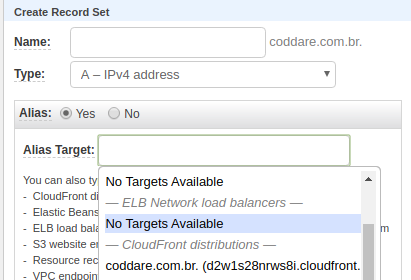 Create Record Set
Name: coddare.com.br.
Type: A – IPv4 address
Alias: Yes No
Alias Target:
You can also ty
No Targets Available
- CloudFront di
— ELB Network load balancers —
- Elastic Beans
No Targets Available
- ELB load bala
- S3 website en
— CloudFront distributions —
- Resource rec
coddare.com.br. (d2w1s28nrws8i.cloudfront.
- VPC endpoin